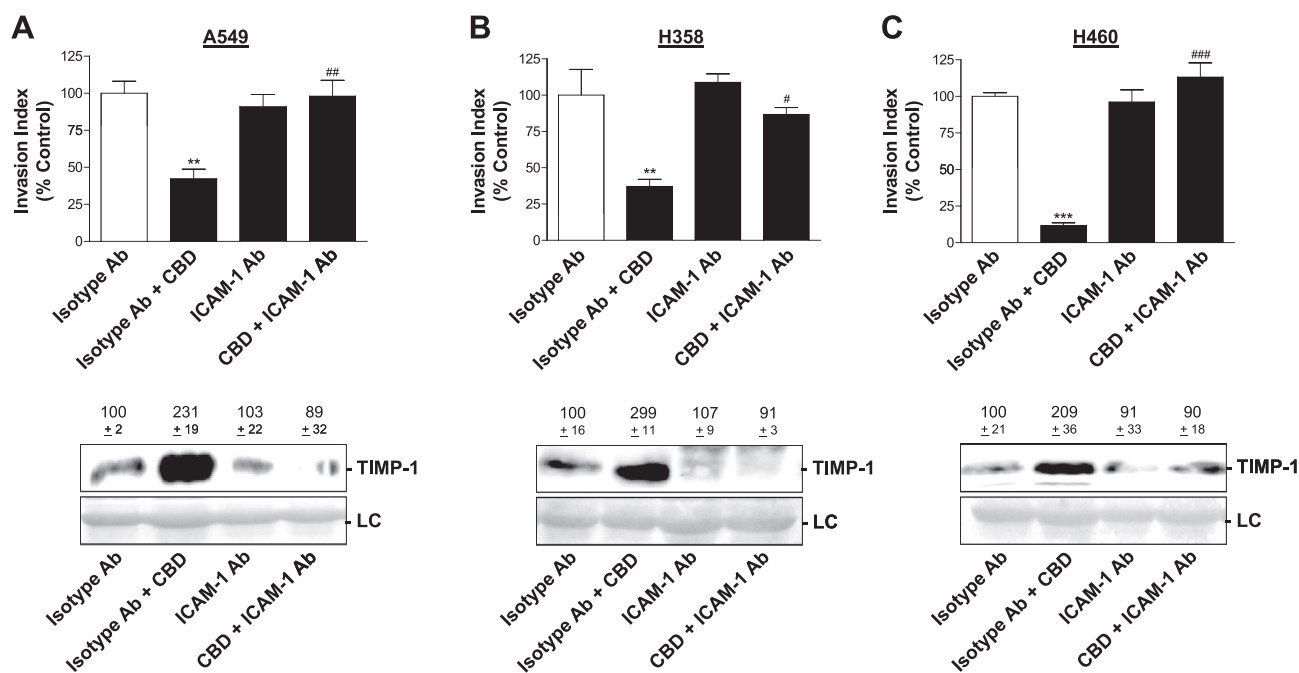 A
A549
Invasion Index
(% Control)
125
100
75
50
25
0
**
##
Isotype Ab
Isotype Ab + CBD
ICAM-1 Ab
CBD + ICAM-1 Ab
100 231 103 89
± 2 ± 19 ± 22 ± 32
TIMP-1
LC
Isotype Ab
Isotype Ab + CBD
ICAM-1 Ab
CBD + ICAM-1 Ab
B
H358
Invasion Index
(% Control)
125
100
75
50
25
0
**
#
Isotype Ab
Isotype Ab + CBD
ICAM-1 Ab
CBD + ICAM-1 Ab
100 299 107 91
± 16 ± 11 ± 9 ± 3
TIMP-1
LC
Isotype Ab
Isotype Ab + CBD
ICAM-1 Ab
CBD + ICAM-1 Ab
C
H460
Invasion Index
(% Control)
125
100
75
50
25
0
***
###
Isotype Ab
Isotype Ab + CBD
ICAM-1 Ab
CBD + ICAM-1 Ab
100 209 91 90
± 21 ± 36 ± 33 ± 18
TIMP-1
LC
Isotype Ab
Isotype Ab + CBD
ICAM-1 Ab
CBD + ICAM-1 Ab